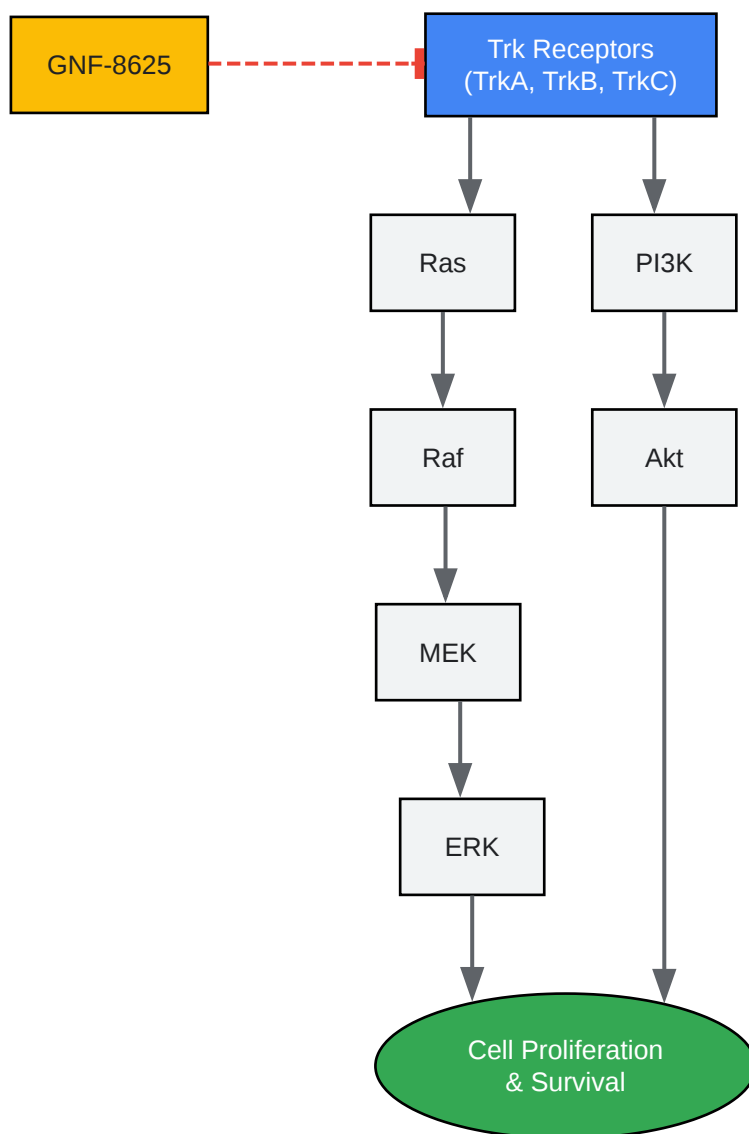 GNF-8625
Trk Receptors
(TrkA, TrkB, TrkC)
Ras
PI3K
Raf
Akt
MEK
ERK
Cell Proliferation
& Survival